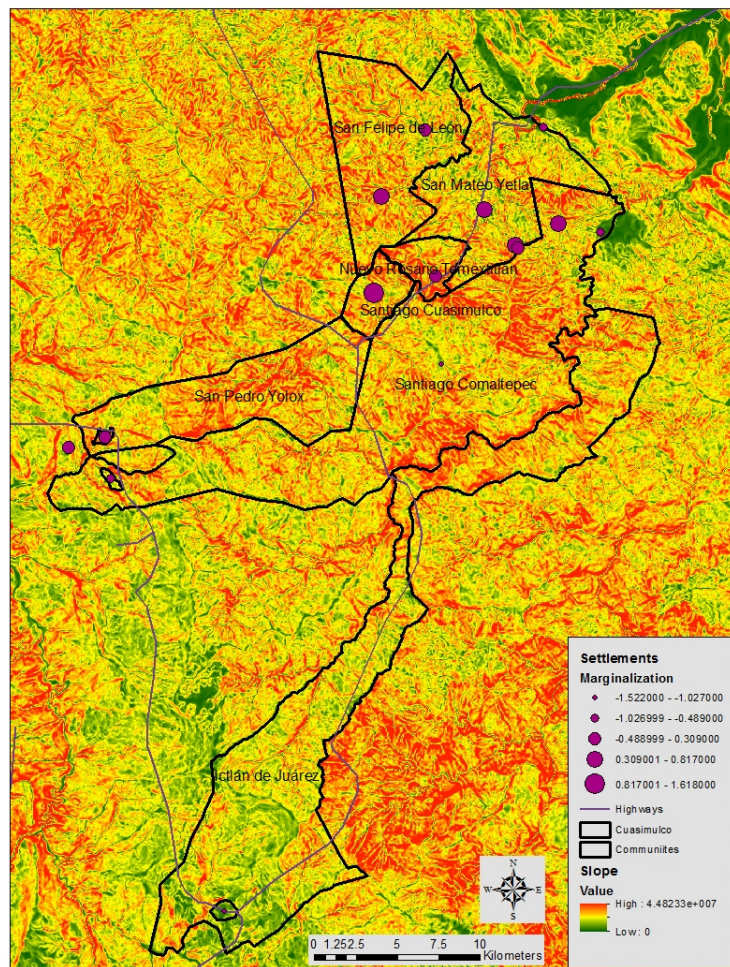 San Felipe de León
San Mateo Yetla
Nuevo Rosario Temextitlán
Santiago Cuasimulco
Santiago Comaltepec
San Pedro Yolox
Ictlán de Juárez
Settlements
Marginalization
-1.522000 - -1.027000
-1.026999 - -0.489000
-0.488999 - 0.309000
0.309001 - 0.817000
0.817001 - 1.618000
Highways
Cuasimulco
Communiites
Slope
Value
High : 4.48233e+007
Low : 0
N
W E
S
0 1.25 2.5 5 7.5 10
Kilometers